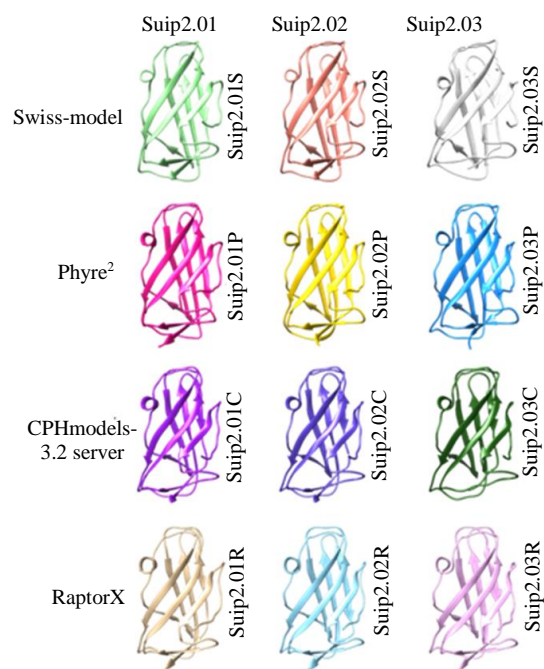 Suip2.01 Suip2.02 Suip2.03
Swiss-model
Suip2.01S
Suip2.02S
Suip2.03S
Phyre²
Suip2.01P
Suip2.02P
Suip2.03P
CPHmodels-
3.2 server
Suip2.01C
Suip2.02C
Suip2.03C
RaptorX
Suip2.01R
Suip2.02R
Suip2.03R